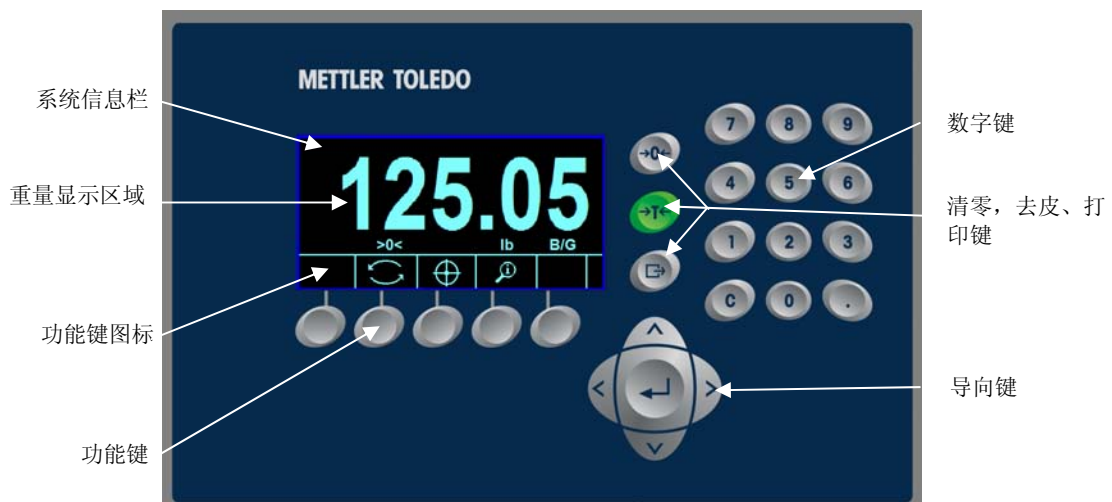 METTLER TOLEDO
系统信息栏
重量显示区域
功能键图标
功能键
125.05
>0<
lb
B/G
→0←
→T←
7
8
9
4
5
6
1
2
3
C
0
.
数字键
清零，去皮、打
印键
导向键